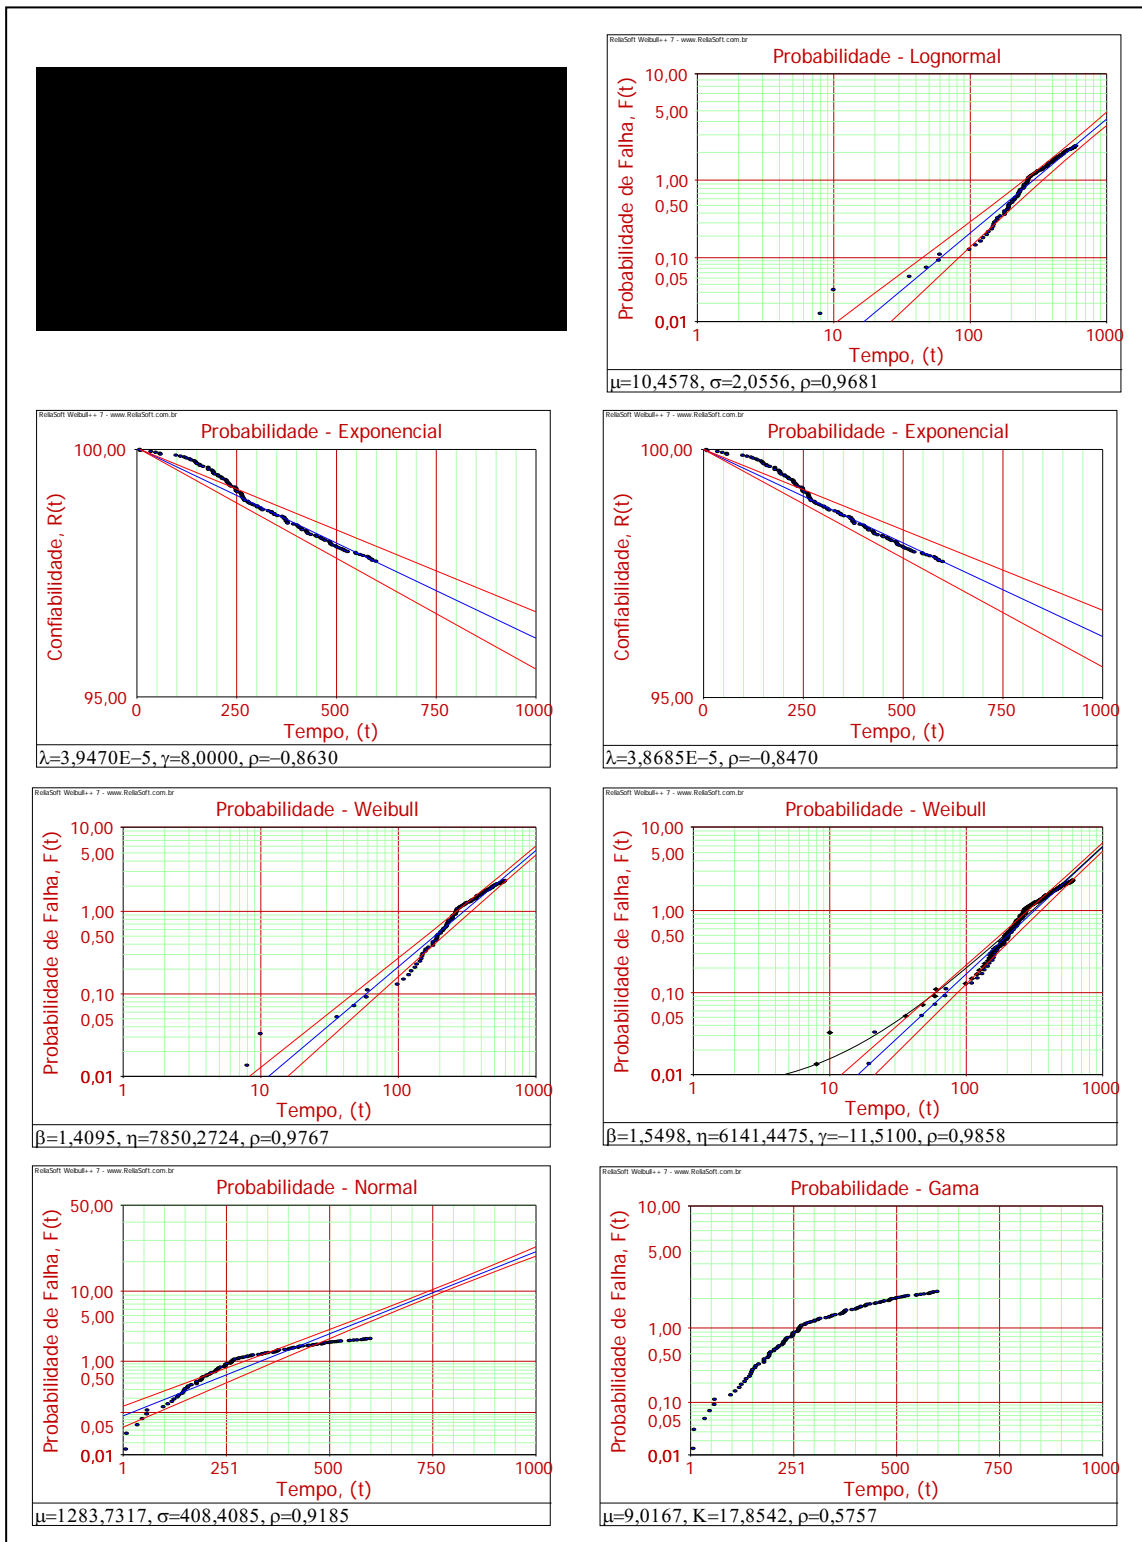 ReliaSoft Weibull++ 7 - www.ReliaSoft.com.br
Probabilidade - Lognormal
Probabilidade de Falha, F(t)
10,00
5,00
1,00
0,50
0,10
0,05
0,01
1
10
100
1000
Tempo, (t)
μ=10,4578, σ=2,0556, ρ=0,9681
ReliaSoft Weibull++ 7 - www.ReliaSoft.com.br
Probabilidade - Exponencial
Confiabilidade, R(t)
100,00
95,00
0
250
500
750
1000
Tempo, (t)
λ=3,9470E−5, γ=8,0000, ρ=−0,8630
ReliaSoft Weibull++ 7 - www.ReliaSoft.com.br
Probabilidade - Exponencial
Confiabilidade, R(t)
100,00
95,00
0
250
500
750
1000
Tempo, (t)
λ=3,8685E−5, ρ=−0,8470
ReliaSoft Weibull++ 7 - www.ReliaSoft.com.br
Probabilidade - Weibull
Probabilidade de Falha, F(t)
10,00
5,00
1,00
0,50
0,10
0,05
0,01
1
10
100
1000
Tempo, (t)
β=1,4095, η=7850,2724, ρ=0,9767
ReliaSoft Weibull++ 7 - www.ReliaSoft.com.br
Probabilidade - Weibull
Probabilidade de Falha, F(t)
10,00
5,00
1,00
0,50
0,10
0,05
0,01
1
10
100
1000
Tempo, (t)
β=1,5498, η=6141,4475, γ=−11,5100, ρ=0,9858
ReliaSoft Weibull++ 7 - www.ReliaSoft.com.br
Probabilidade - Normal
Probabilidade de Falha, F(t)
50,00
10,00
5,00
1,00
0,50
0,05
0,01
1
251
500
750
1000
Tempo, (t)
μ=1283,7317, σ=408,4085, ρ=0,9185
ReliaSoft Weibull++ 7 - www.ReliaSoft.com.br
Probabilidade - Gama
Probabilidade de Falha, F(t)
10,00
5,00
1,00
0,50
0,10
0,05
0,01
1
251
500
750
1000
Tempo, (t)
μ=9,0167, K=17,8542, ρ=0,5757